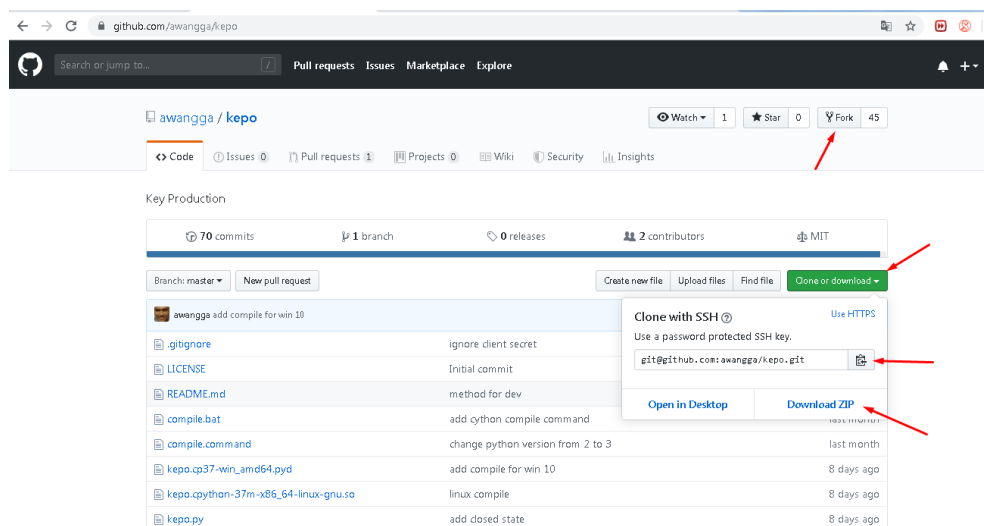 github.com/awangga/kepo
Search or jump to... / Pull requests Issues Marketplace Explore
awangga / kepo Watch 1 Star 0 Fork 45
Code Issues 0 Pull requests 1 Projects 0 Wiki Security Insights
Key Production
70 commits 1 branch 0 releases 2 contributors MIT
Branch: master New pull request Create new file Upload files Find file Clone or download
awangga add compile for win 10
Clone with SSH ? Use HTTPS
Use a password protected SSH key.
git@github.com:awangga/kepo.git
Open in Desktop Download ZIP
.gitignore ignore client secret
LICENSE Initial commit
README.md method for dev
compile.bat add cython compile command last month
compile.command change python version from 2 to 3 last month
kepo.cp37-win_amd64.pyd add compile for win 10 8 days ago
kepo.cpython-37m-x86_64-linux-gnu.so linux compile 8 days ago
kepo.py add closed state 8 days ago